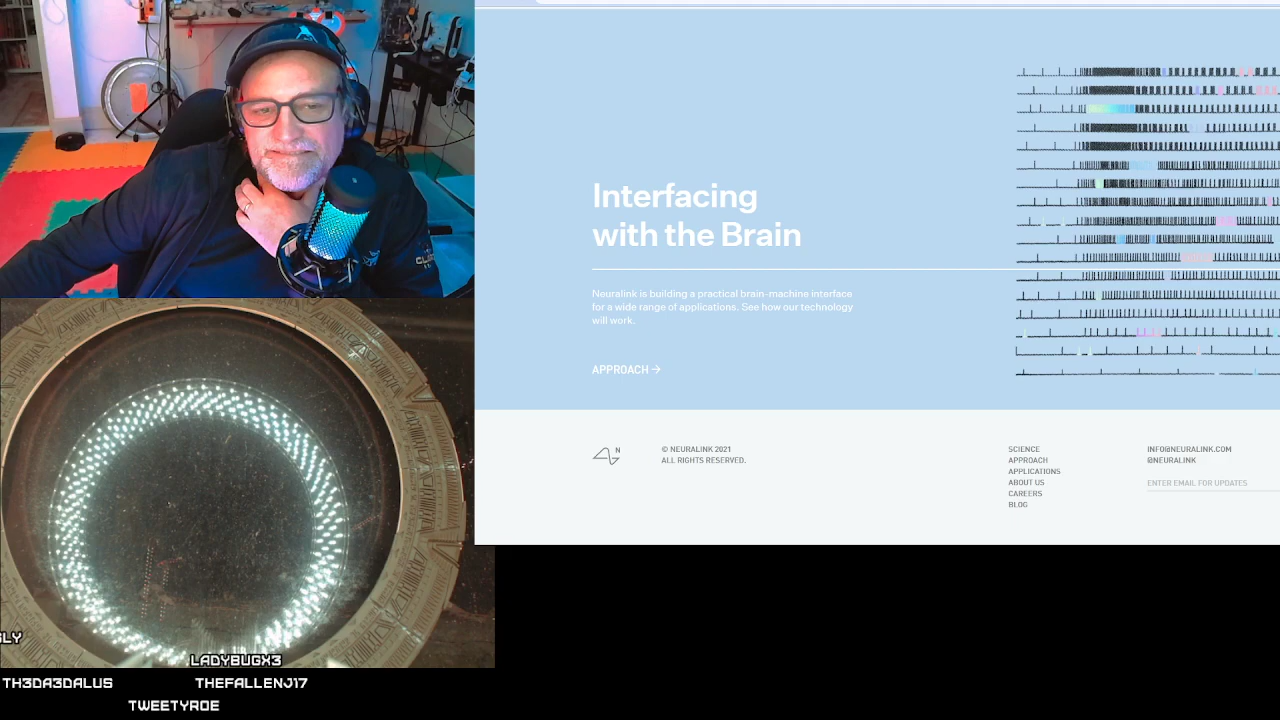 Interfacing
with the Brain
Neuralink is building a practical brain-machine interface
for a wide range of applications. See how our technology
will work.
APPROACH →
N
© NEURALINK 2021
ALL RIGHTS RESERVED.
SCIENCE
APPROACH
APPLICATIONS
ABOUT US
CAREERS
BLOG
INFO@NEURALINK.COM
@NEURALINK
ENTER EMAIL FOR UPDATES
LADYBUGX3
TH3DA3DALUS
THEFALLENJ17
TWEETYROE